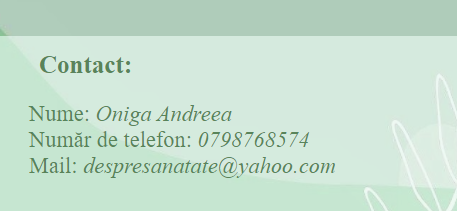 Contact:
Nume: Oniga Andreea
Număr de telefon: 0798768574
Mail: despresanatate@yahoo.com